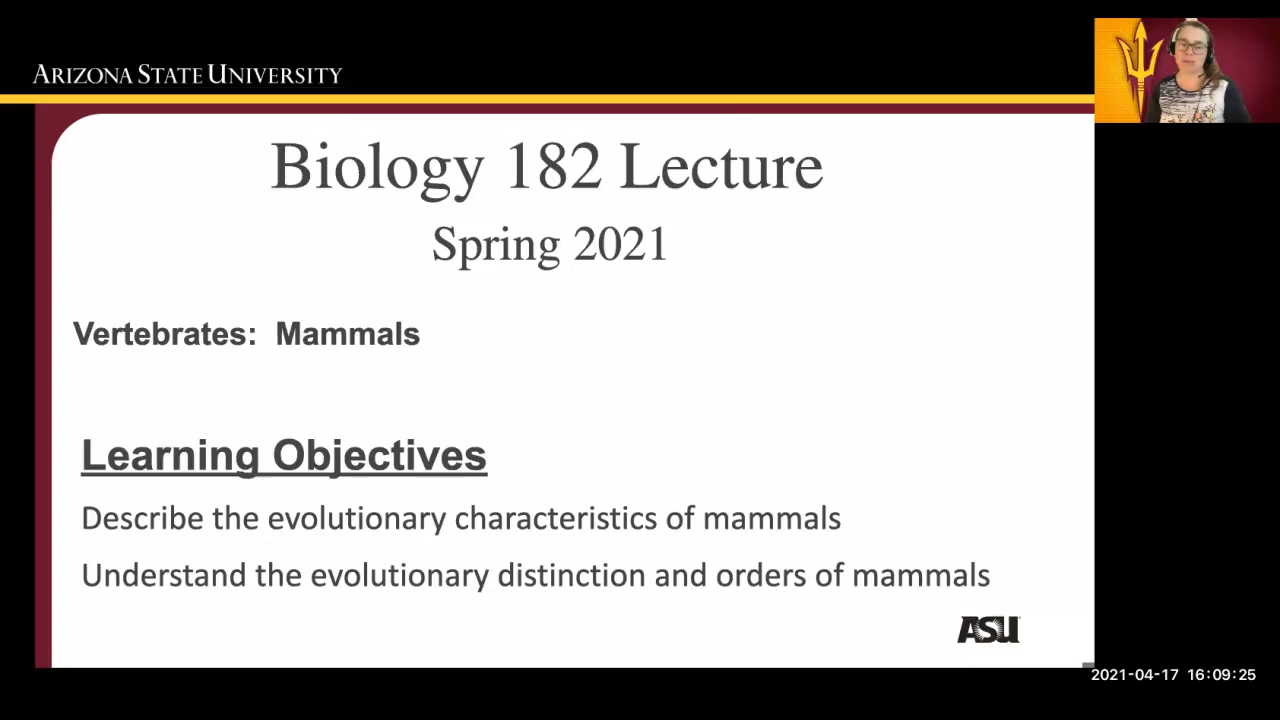 ARIZONA STATE UNIVERSITY
Biology 182 Lecture
Spring 2021
Vertebrates: Mammals
Learning Objectives
Describe the evolutionary characteristics of mammals
Understand the evolutionary distinction and orders of mammals
ASU
2021-04-17 16:09:25